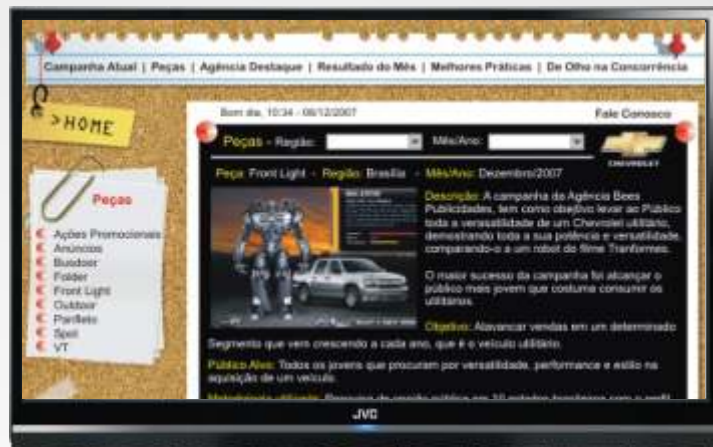 Campanha Atual | Peças | Agência Destaque | Resultado do Mês | Melhores Práticas | De Olho na Concorrência
>HOME
Bom dia, 10:34 - 06/12/2007
Fale Conosco
Peças - Região:
Mês/Ano:
CHEVROLET
Peças
Ações Promocionais
Anúncios
Busdoor
Folder
Front Light
Outdoor
Panfleto
Spot
VT
Peça: Front Light - Região: Brasília - Mês/Ano: Dezembro/2007
Descrição: A campanha da Agência Bees
Publicidades, tem como objetivo levar ao Público
toda a versatilidade de um Chevrolet utilitário,
demostrando toda a sua potência e versatilidade,
comparando-o a um robot do filme Tranformes.
O maior sucesso da campanha foi alcançar o
público mais jovem que costuma consumir os
utilitários.
Objetivo: Alavancar vendas em um determinado
Segmento que vem crescendo a cada ano, que é o veículo utilitário.
Público Alvo: Todos os jovens que procuram por versatilidade, performance e estilo na
aquisição de um veículo.
JVC